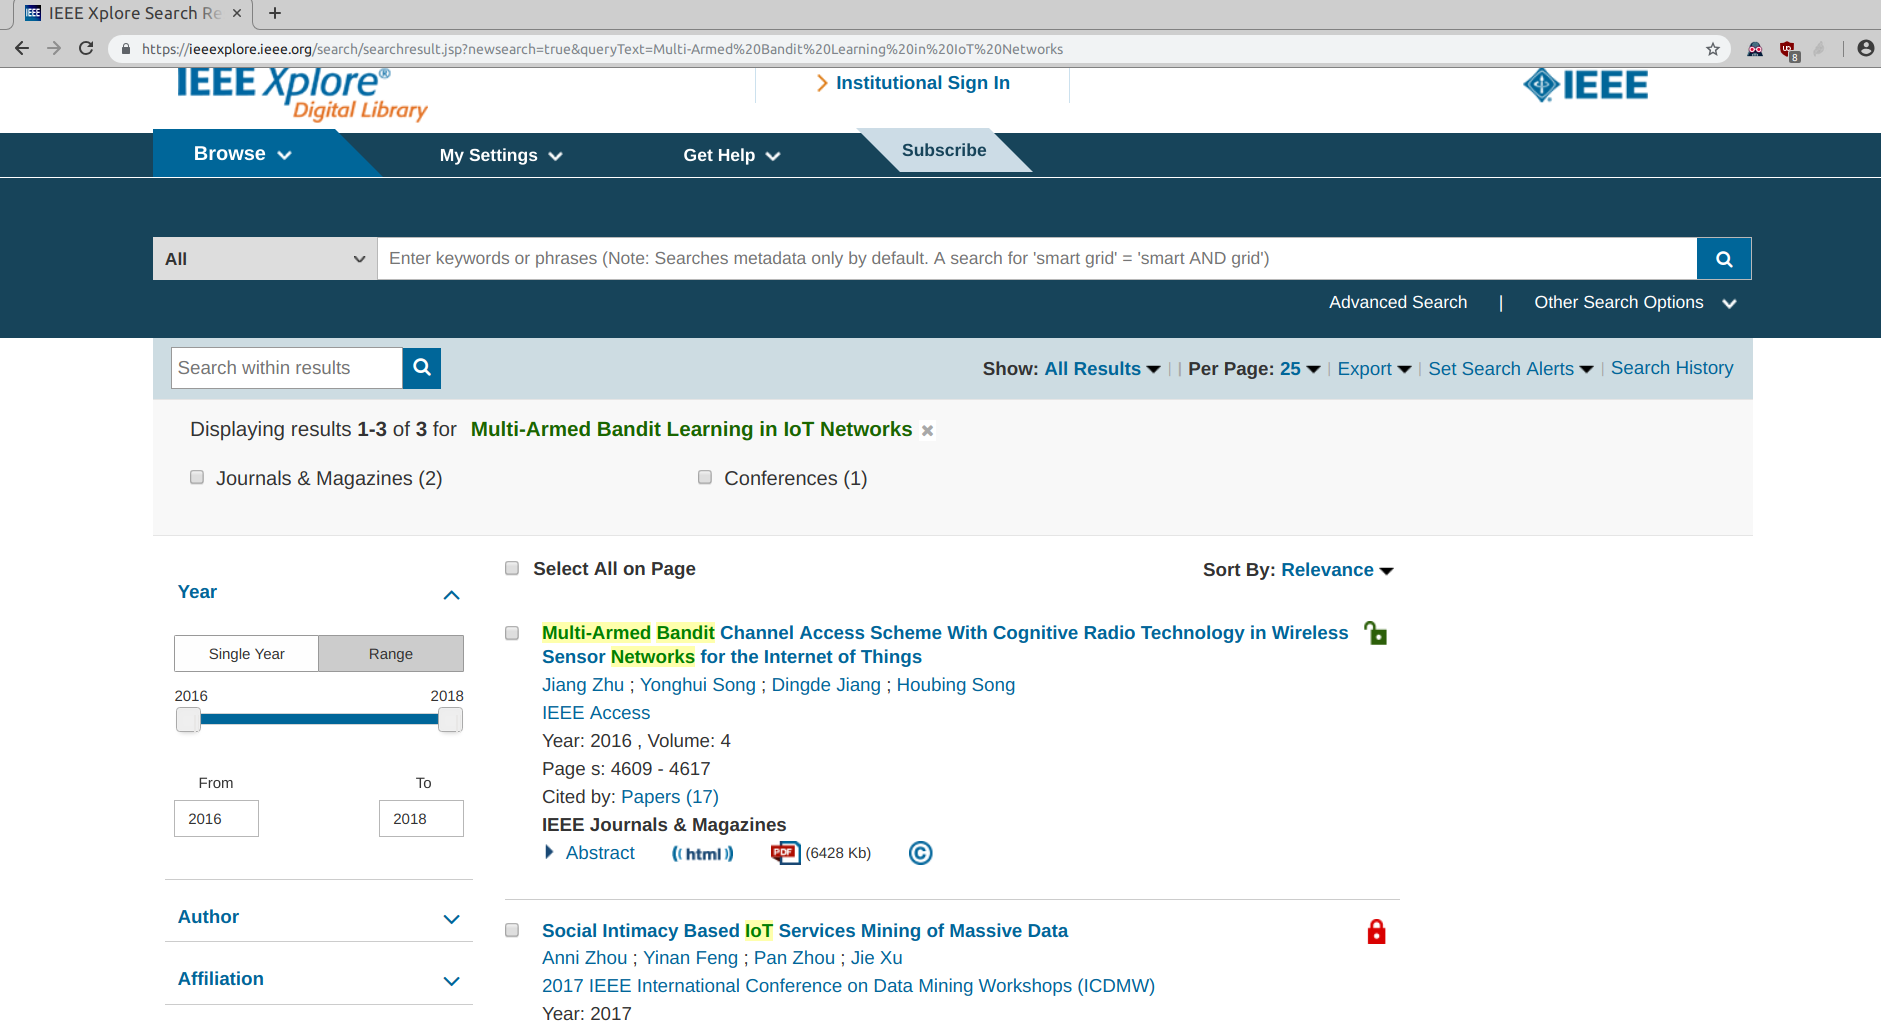 IEEE Xplore Search Re
https://ieeexplore.ieee.org/search/searchresult.jsp?newsearch=true&queryText=Multi-Armed%20Bandit%20Learning%20in%20IoT%20Networks
8
IEEE Xplore®
Digital Library
Institutional Sign In
IEEE
Browse
My Settings
Get Help
Subscribe
All
Enter keywords or phrases (Note: Searches metadata only by default. A search for 'smart grid' = 'smart AND grid')
Advanced Search | Other Search Options
Search within results
Show: All Results | | Per Page: 25 | Export | Set Search Alerts | Search History
Displaying results 1-3 of 3 for Multi-Armed Bandit Learning in IoT Networks ×
Journals & Magazines (2)
Conferences (1)
Select All on Page
Sort By: Relevance
Year
Single Year
Range
2016
2018
From
To
2016
2018
Author
Affiliation
Multi-Armed Bandit Channel Access Scheme With Cognitive Radio Technology in Wireless
Sensor Networks for the Internet of Things
Jiang Zhu ; Yonghui Song ; Dingde Jiang ; Houbing Song
IEEE Access
Year: 2016 , Volume: 4
Page s: 4609 - 4617
Cited by: Papers (17)
IEEE Journals & Magazines
Abstract ((html)) PDF (6428 Kb) ©
Social Intimacy Based IoT Services Mining of Massive Data
Anni Zhou ; Yinan Feng ; Pan Zhou ; Jie Xu
2017 IEEE International Conference on Data Mining Workshops (ICDMW)
Year: 2017